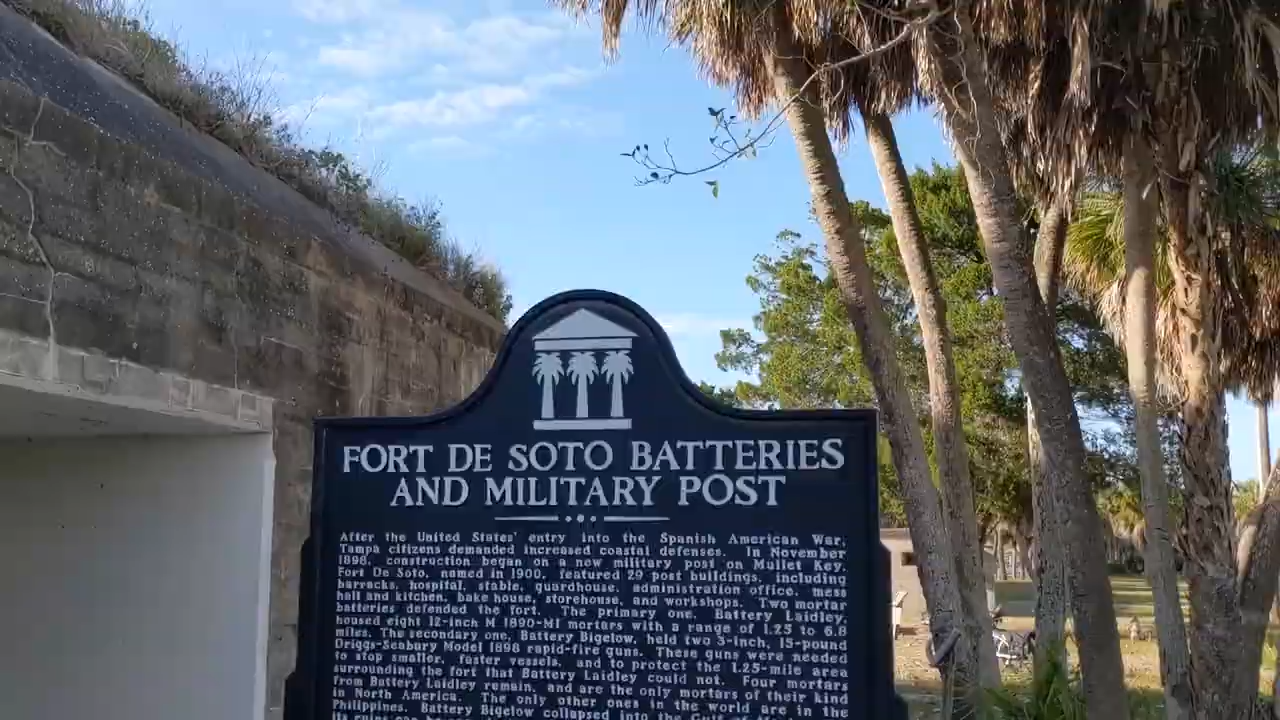 FORT DE SOTO BATTERIES
AND MILITARY POST
After the United States' entry into the Spanish American War,
Tampa citizens demanded increased coastal defenses. In November
1898, construction began on a new military post on Mullet Key.
Fort De Soto, named in 1900, featured 29 post buildings, including
barracks, hospital, stable, guardhouse, administration office, mess
hall and kitchen, bake house, storehouse, and workshops. Two mortar
batteries defended the fort. The primary one, Battery Laidley,
housed eight 12-inch M 1890-MI mortars with a range of 1.25 to 6.8
miles. The secondary one, Battery Bigelow, held two 3-inch, 15-pound
Driggs-Seabury Model 1898 rapid-fire guns. These guns were needed
to stop smaller, faster vessels, and to protect the 1.25-mile area
surrounding the fort that Battery Laidley could not. Four mortars
from Battery Laidley remain, and are the only mortars of their kind
in North America. The only other ones in the world are in the
Philippines. Battery Bigelow collapsed into the Gulf of